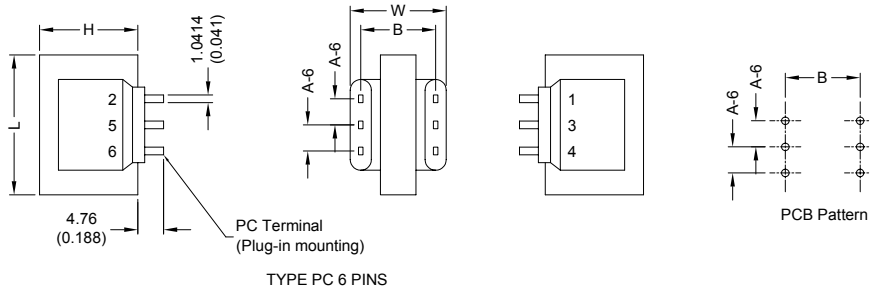 H
1.0414
(0.041)
W
B
A-6
A-6
L
2
5
6
1
3
4
B
A-6
A-6
4.76
(0.188)
PC Terminal
(Plug-in mounting)
PCB Pattern
TYPE PC 6 PINS